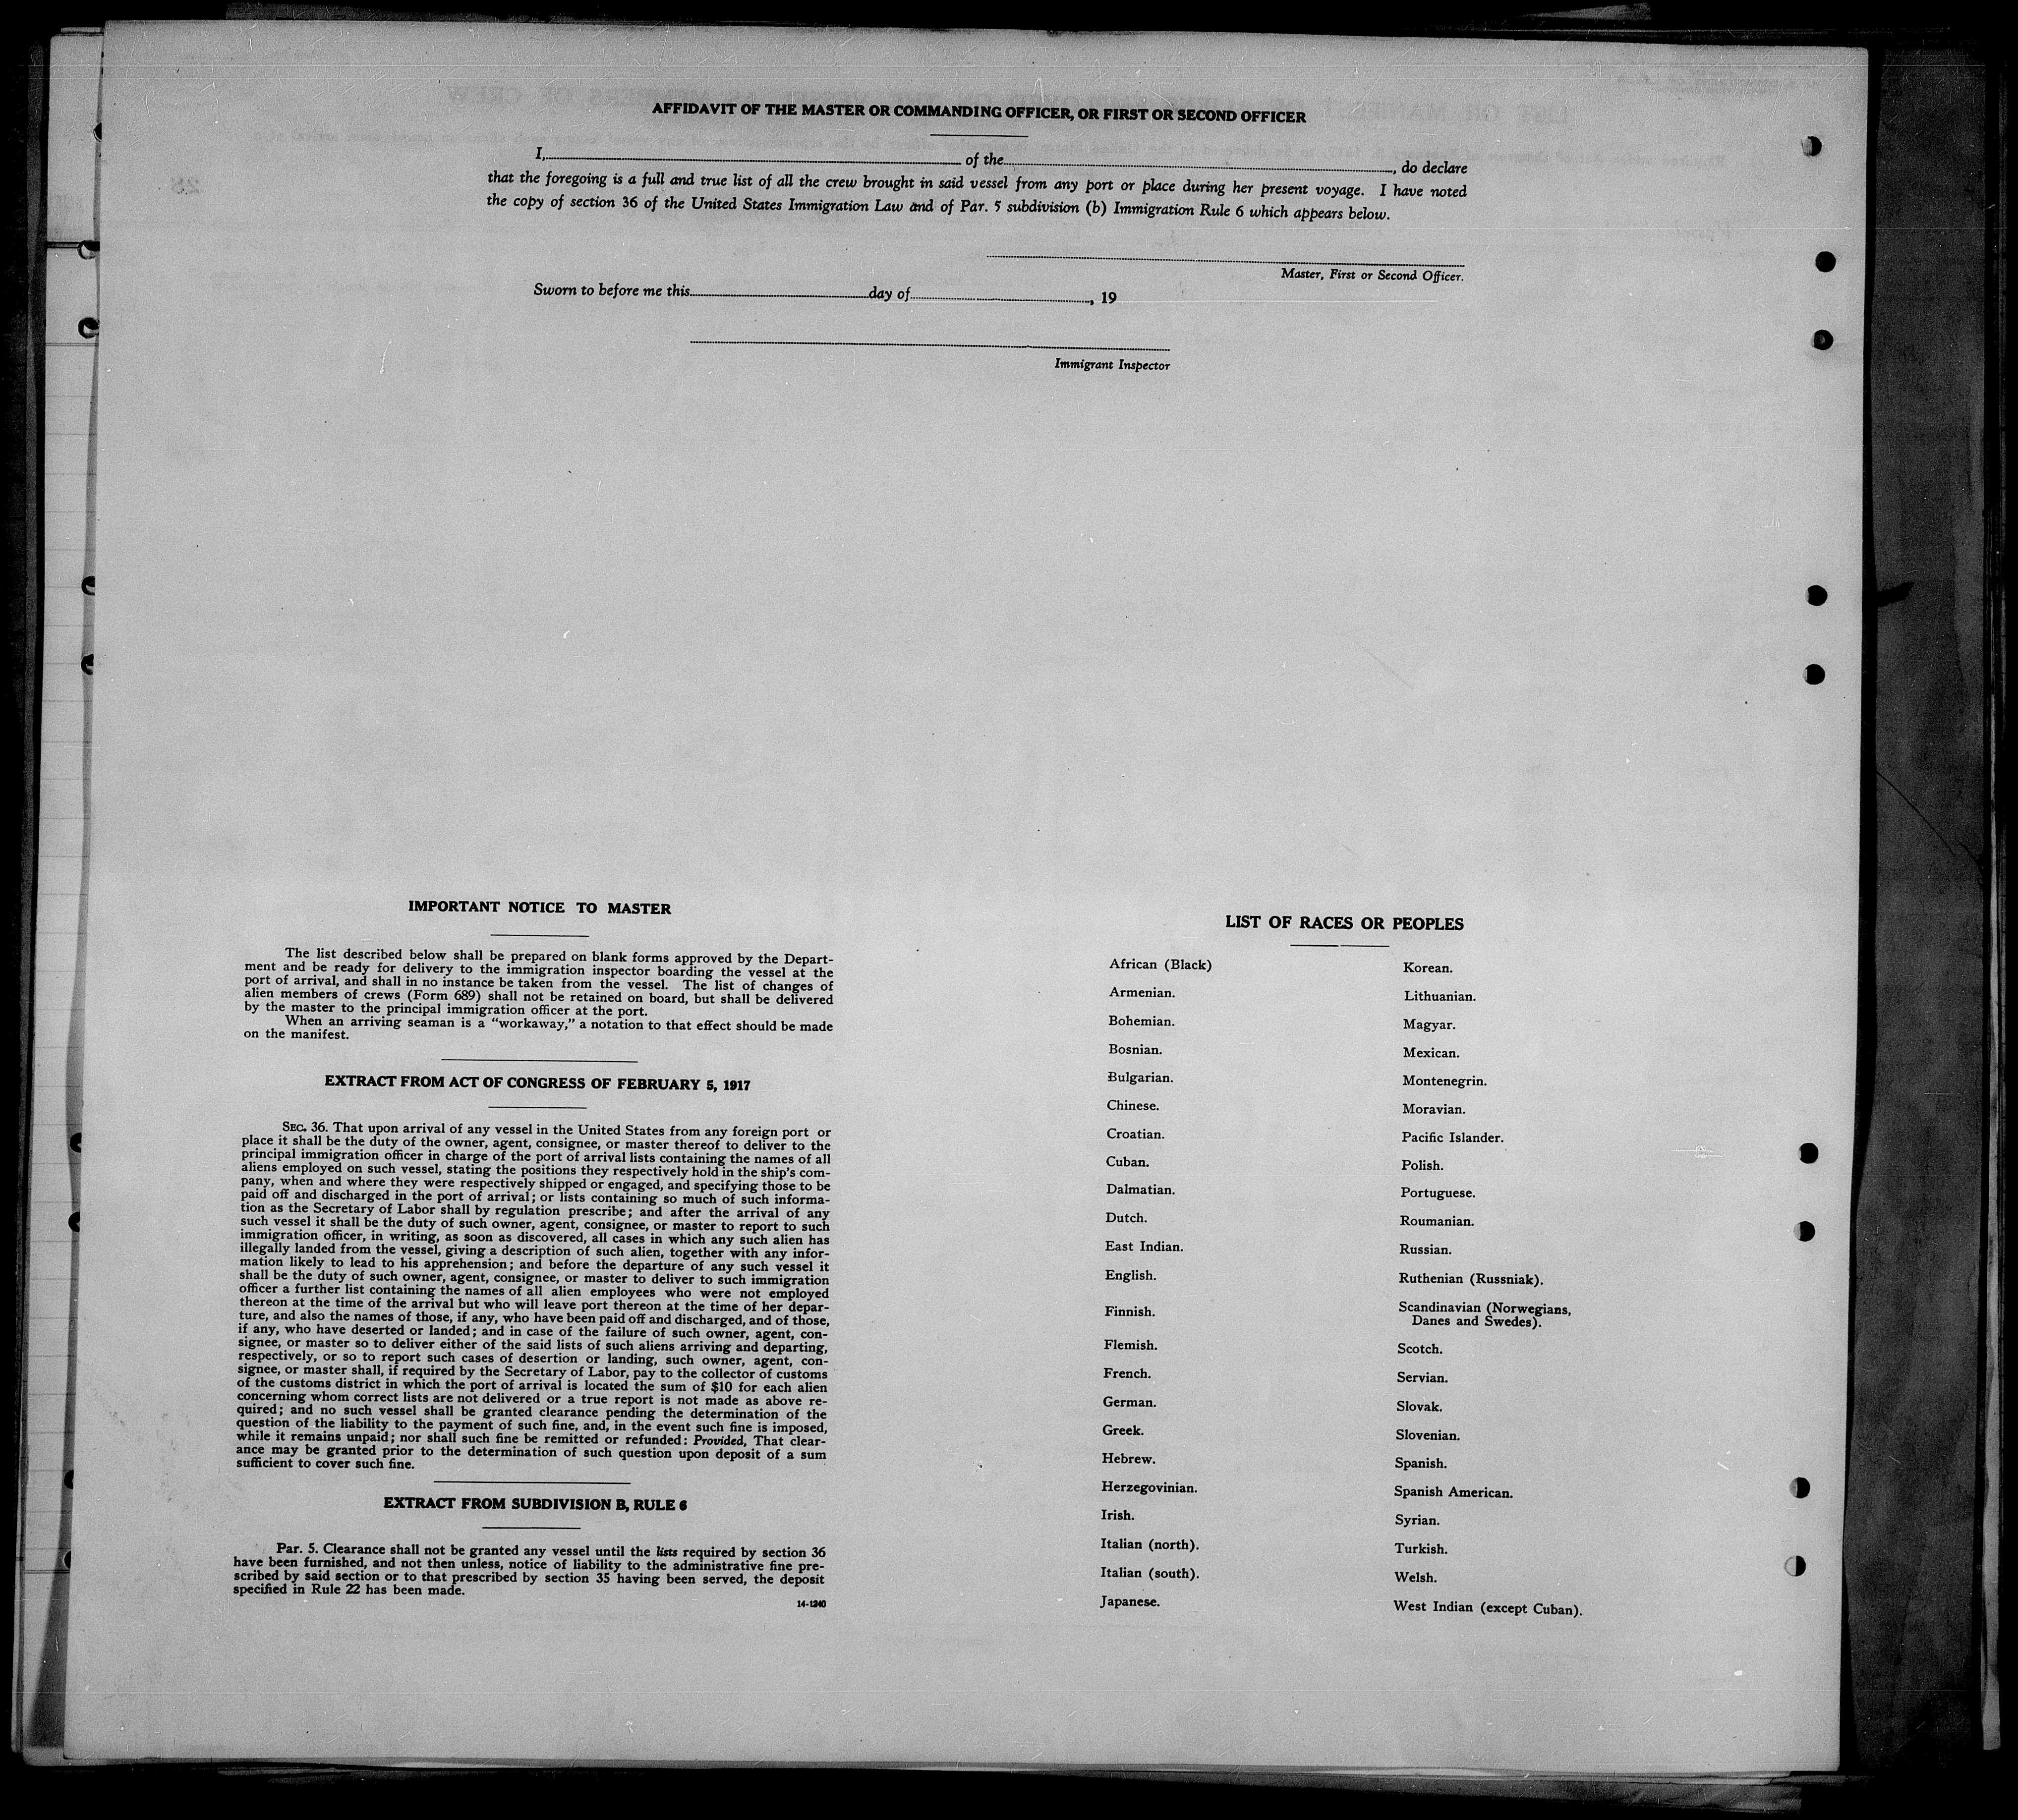 AFFIDAVIT OF THE MASTER OR COMMANDING OFFICER, OR FIRST OR SECOND OFFICER
I, of the , do declare
that the foregoing is a full and true list of all the crew brought in said vessel from any port or place during her present voyage. I have noted
the copy of section 36 of the United States Immigration Law and of Par. 5 subdivision (b) Immigration Rule 6 which appears below.
Master, First or Second Officer.
Sworn to before me this day of , 19
Immigrant Inspector
IMPORTANT NOTICE TO MASTER
The list described below shall be prepared on blank forms approved by the Depart-
ment and be ready for delivery to the immigration inspector boarding the vessel at the
port of arrival, and shall in no instance be taken from the vessel. The list of changes of
alien members of crews (Form 689) shall not be retained on board, but shall be delivered
by the master to the principal immigration officer at the port.
When an arriving seaman is a "workaway," a notation to that effect should be made
on the manifest.
EXTRACT FROM ACT OF CONGRESS OF FEBRUARY 5, 1917
SEC. 36. That upon arrival of any vessel in the United States from any foreign port or
place it shall be the duty of the owner, agent, consignee, or master thereof to deliver to the
principal immigration officer in charge of the port of arrival lists containing the names of all
aliens employed on such vessel, stating the positions they respectively hold in the ship's com-
pany, when and where they were respectively shipped or engaged, and specifying those to be
paid off and discharged in the port of arrival; or lists containing so much of such informa-
tion as the Secretary of Labor shall by regulation prescribe; and after the arrival of any
such vessel it shall be the duty of such owner, agent, consignee, or master to report to such
immigration officer, in writing, as soon as discovered, all cases in which any such alien has
illegally landed from the vessel, giving a description of such alien, together with any infor-
mation likely to lead to his apprehension; and before the departure of any such vessel it
shall be the duty of such owner, agent, consignee, or master to deliver to such immigration
officer a further list containing the names of all alien employees who were not employed
thereon at the time of the arrival but who will leave port thereon at the time of her depar-
ture, and also the names of those, if any, who have been paid off and discharged, and of those,
if any, who have deserted or landed; and in case of the failure of such owner, agent, con-
signee, or master so to deliver either of the said lists of such aliens arriving and departing,
respectively, or so to report such cases of desertion or landing, such owner, agent, con-
signee, or master shall, if required by the Secretary of Labor, pay to the collector of customs
of the customs district in which the port of arrival is located the sum of $10 for each alien
concerning whom correct lists are not delivered or a true report is not made as above re-
quired; and no such vessel shall be granted clearance pending the determination of the
question of the liability to the payment of such fine, and, in the event such fine is imposed,
while it remains unpaid; nor shall such fine be remitted or refunded: Provided, That clear-
ance may be granted prior to the determination of such question upon deposit of a sum
sufficient to cover such fine.
EXTRACT FROM SUBDIVISION B, RULE 6
Par. 5. Clearance shall not be granted any vessel until the lists required by section 36
have been furnished, and not then unless, notice of liability to the administrative fine pre-
scribed by said section or to that prescribed by section 35 having been served, the deposit
specified in Rule 22 has been made.
14-1240
LIST OF RACES OR PEOPLES
African (Black)
Armenian.
Bohemian.
Bosnian.
Bulgarian.
Chinese.
Croatian.
Cuban.
Dalmatian.
Dutch.
East Indian.
English.
Finnish.
Flemish.
French.
German.
Greek.
Hebrew.
Herzegovinian.
Irish.
Italian (north).
Italian (south).
Japanese.
Korean.
Lithuanian.
Magyar.
Mexican.
Montenegrin.
Moravian.
Pacific Islander.
Polish.
Portuguese.
Roumanian.
Russian.
Ruthenian (Russniak).
Scandinavian (Norwegians,
Danes and Swedes).
Scotch.
Servian.
Slovak.
Slovenian.
Spanish.
Spanish American.
Syrian.
Turkish.
Welsh.
West Indian (except Cuban).